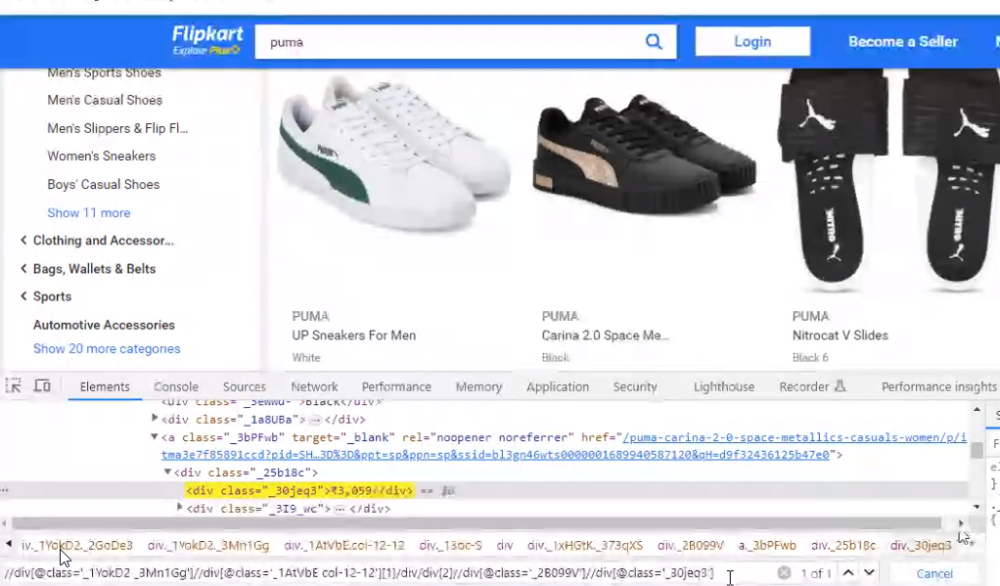 Flipkart
Explore Plus
puma
Login
Become a Seller
Men's Sports Shoes
Men's Casual Shoes
Men's Slippers & Flip Fl...
Women's Sneakers
Boys' Casual Shoes
Show 11 more
Clothing and Accessor...
Bags, Wallets & Belts
Sports
Automotive Accessories
Show 20 more categories
PUMA
UP Sneakers For Men
White
PUMA
Carina 2.0 Space Me...
Black
PUMA
Nitrocat V Slides
Black 6
Elements Console Sources Network Performance Memory Application Security Lighthouse Recorder Performance insights
<div class="_3eWWd-">Black</div>
<div class="_1a8UBa">…</div>
<a class="_3bPFwb" target="_blank" rel="noopener noreferrer" href="/puma-carina-2-0-space-metallics-casuals-women/p/i
tma3e7f85891ccd?pid=SH…3D%3D&ppt=sp&ppn=sp&ssid=bl3gn46wts0000001689940587120&qH=d9f32436125b47e0">
<div class="_25b18c">
<div class="_30jeq3">₹3,059</div> == $0
<div class="_3I9_wc">…</div>
iv._1YokD2._2GoDe3 div._1YokD2._3Mn1Gg div._1AtVbE.col-12-12 div._13oc-S div div._1xHGtK._373qXS div._2B099V a._3bPFwb div._25b18c div._30jeq3
//div[@class='_1YokD2 _3Mn1Gg']//div[@class='_1AtVbE col-12-12'][1]/div/div[2]//div[@class='_2B099V']//div[@class='_30jeq3']
1 of 1
Cancel